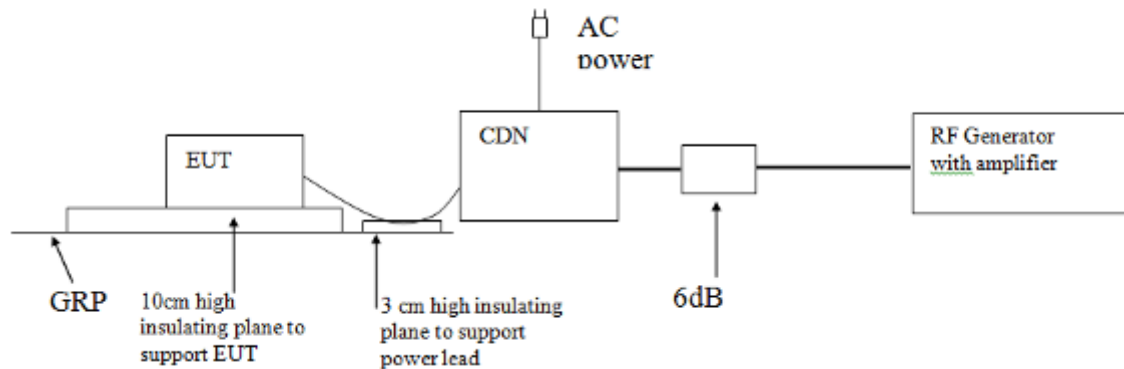 AC
power
EUT
CDN
RF Generator
with amplifier
GRP
10cm high
insulating plane to
support EUT
3 cm high insulating
plane to support
power lead
6dB